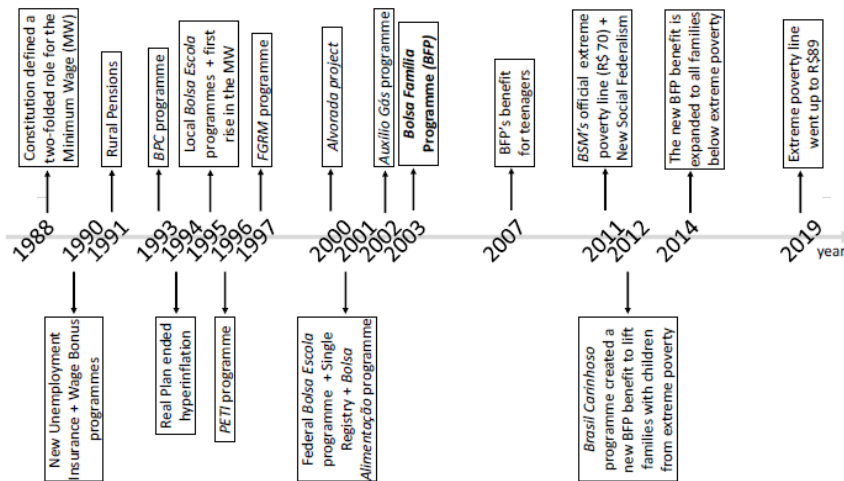 Constitution defined a
two-folded role for the
Minimum Wage (MW)
Rural Pensions
BPC programme
Local Bolsa Escola
programmes + first
rise in the MW
FGRM programme
Alvorada project
Auxílio Gás programme
Bolsa Família
Programme (BFP)
BFP's benefit
for teenagers
BSM's official extreme
poverty line (R$ 70) +
New Social Federalism
The new BFP benefit is
expanded to all families
below extreme poverty
Extreme poverty line
went up to R$89
1988
1990
1991
1993
1994
1995
1996
1997
2000
2001
2002
2003
2007
2011
2012
2014
2019
year
New Unemployment
Insurance + Wage Bonus
programmes
Real Plan ended
hyperinflation
PETI programme
Federal Bolsa Escola
programme + Single
Registry + Bolsa
Alimentação programme
Brasil Carinhoso
programme created a
new BFP benefit to lift
families with children
from extreme poverty